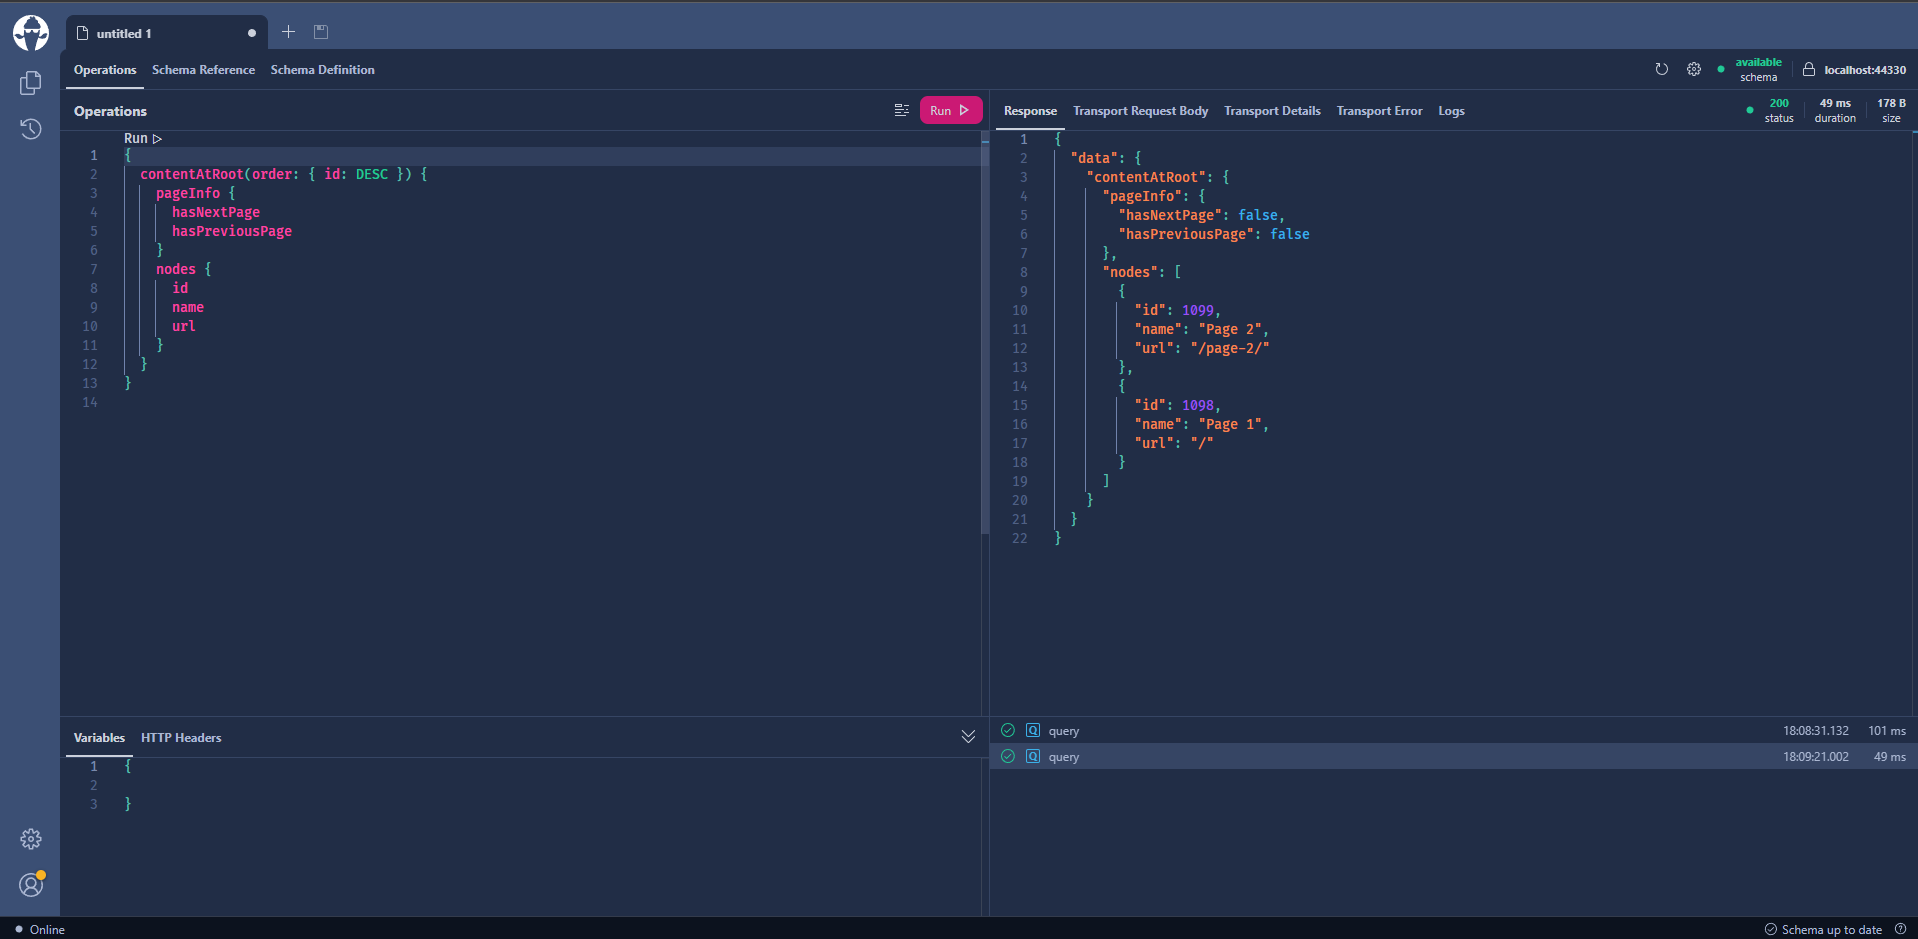 untitled 1
Operations Schema Reference Schema Definition
available
schema
localhost:44330
Operations
Run
Run
1 {
2 contentAtRoot(order: { id: DESC }) {
3 pageInfo {
4 hasNextPage
5 hasPreviousPage
6 }
7 nodes {
8 id
9 name
10 url
11 }
12 }
13 }
14
Response Transport Request Body Transport Details Transport Error Logs
200 49 ms 178 B
status duration size
1 {
2 "data": {
3 "contentAtRoot": {
4 "pageInfo": {
5 "hasNextPage": false,
6 "hasPreviousPage": false
7 },
8 "nodes": [
9 {
10 "id": 1099,
11 "name": "Page 2",
12 "url": "/page-2/"
13 },
14 {
15 "id": 1098,
16 "name": "Page 1",
17 "url": "/"
18 }
19 ]
20 }
21 }
22 }
Variables HTTP Headers
1 {
2
3 }
Q query 18:08:31.132 101 ms
Q query 18:09:21.002 49 ms
Online
Schema up to date